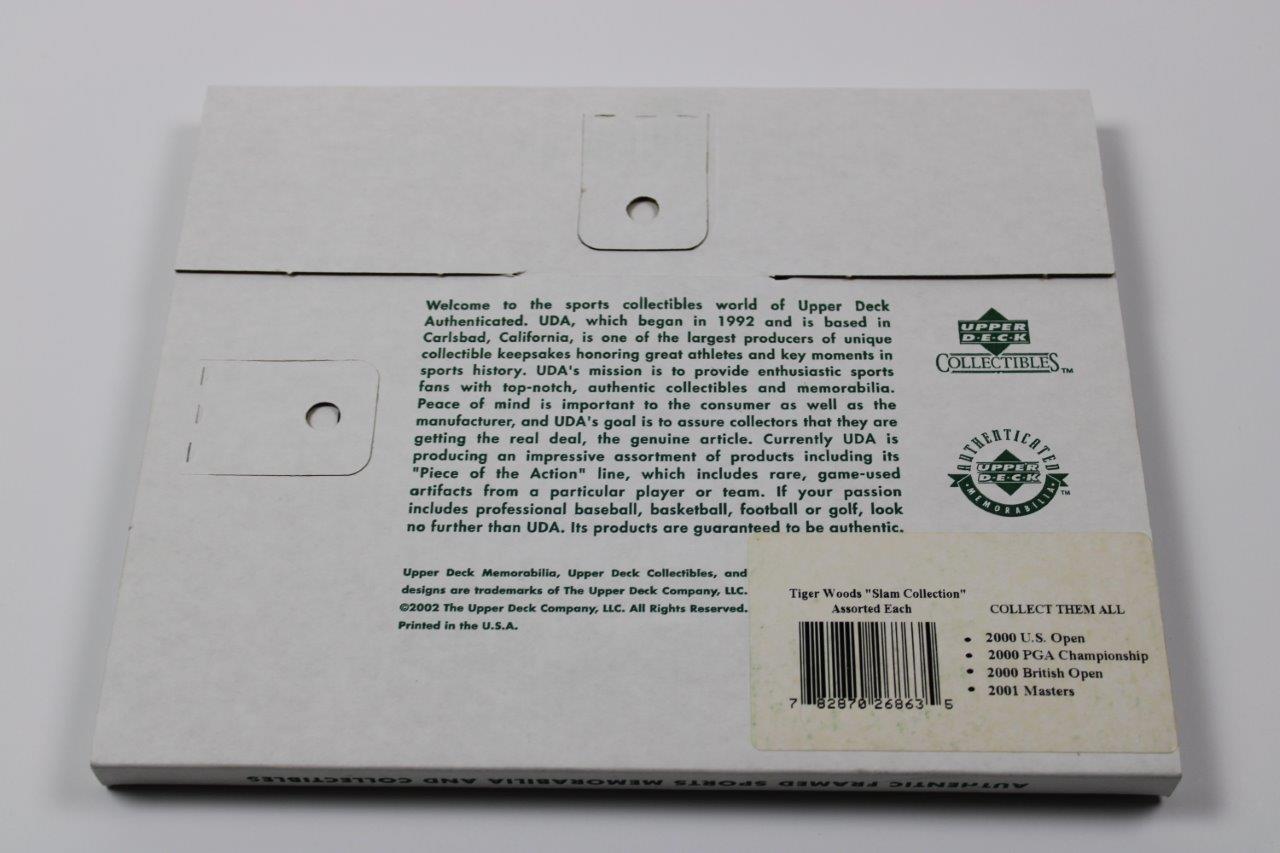 Welcome to the sports collectibles world of Upper Deck
Authenticated. UDA, which began in 1992 and is based in
Carlsbad, California, is one of the largest producers of unique
collectible keepsakes honoring great athletes and key moments in
sports history. UDA's mission is to provide enthusiastic sports
fans with top-notch, authentic collectibles and memorabilia.
Peace of mind is important to the consumer as well as the
manufacturer, and UDA's goal is to assure collectors that they are
getting the real deal, the genuine article. Currently UDA is
producing an impressive assortment of products including its
"Piece of the Action" line, which includes rare, game-used
artifacts from a particular player or team. If your passion
includes professional baseball, basketball, football or golf, look
no further than UDA. Its products are guaranteed to be authentic.
UPPER
D·E·C·K
COLLECTIBLES™
AUTHENTICATED
UPPER
D·E·C·K
·MEMORABILIA· ™
Upper Deck Memorabilia, Upper Deck Collectibles, and
designs are trademarks of The Upper Deck Company, LLC.
©2002 The Upper Deck Company, LLC. All Rights Reserved.
Printed in the U.S.A.
Tiger Woods "Slam Collection"
Assorted Each
7 82870 26863 5
COLLECT THEM ALL
• 2000 U.S. Open
• 2000 PGA Championship
• 2000 British Open
• 2001 Masters
AUTHENTIC FRAMED SPORTS MEMORABILIA AND COLLECTIBLES